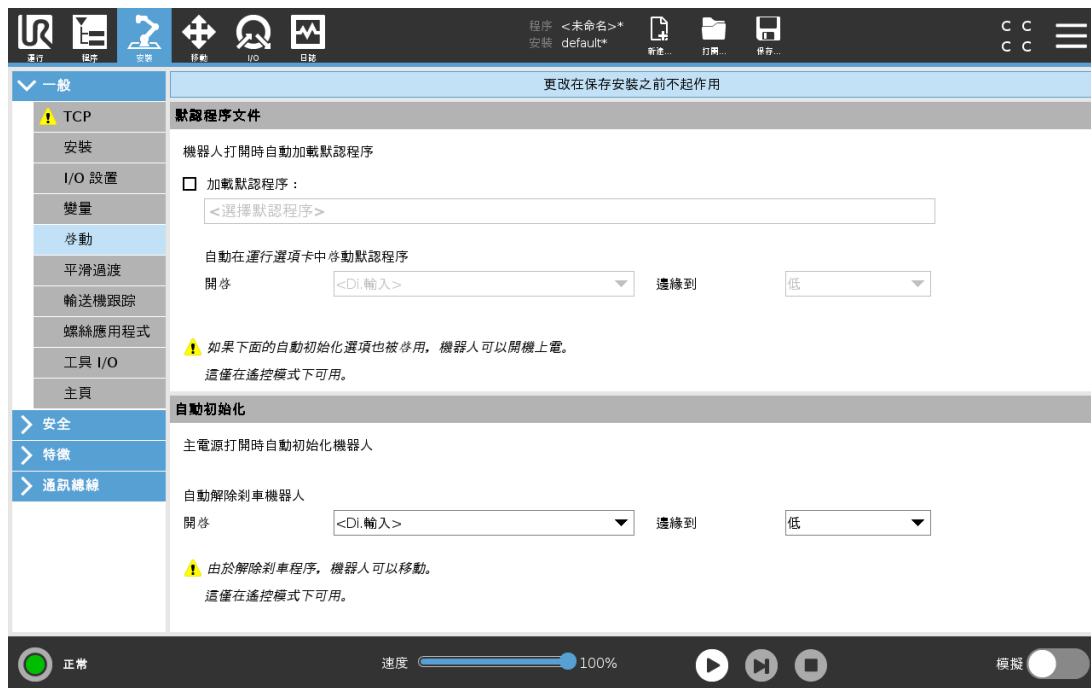 運行
程序
安裝
移動
I/O
日誌
程序 <未命名>*
安裝 default*
新建...
打開...
保存...
C C
C C
一般
TCP
安裝
I/O 設置
變量
啓動
平滑過渡
輸送機跟踪
螺絲應用程式
工具 I/O
主頁
安全
特徵
通訊總線
更改在保存安裝之前不起作用
默認程序文件
機器人打開時自動加載默認程序
加載默認程序：
<選擇默認程序>
自動在運行選項卡中啓動默認程序
開啓 <Di.輸入> 邊緣到 低
如果下面的自動初始化選項也被啓用，機器人可以開機上電。
這僅在遙控模式下可用。
自動初始化
主電源打開時自動初始化機器人
自動解除剎車機器人
開啓 <Di.輸入> 邊緣到 低
由於解除剎車程序，機器人可以移動。
這僅在遙控模式下可用。
正常
速度 100%
模擬